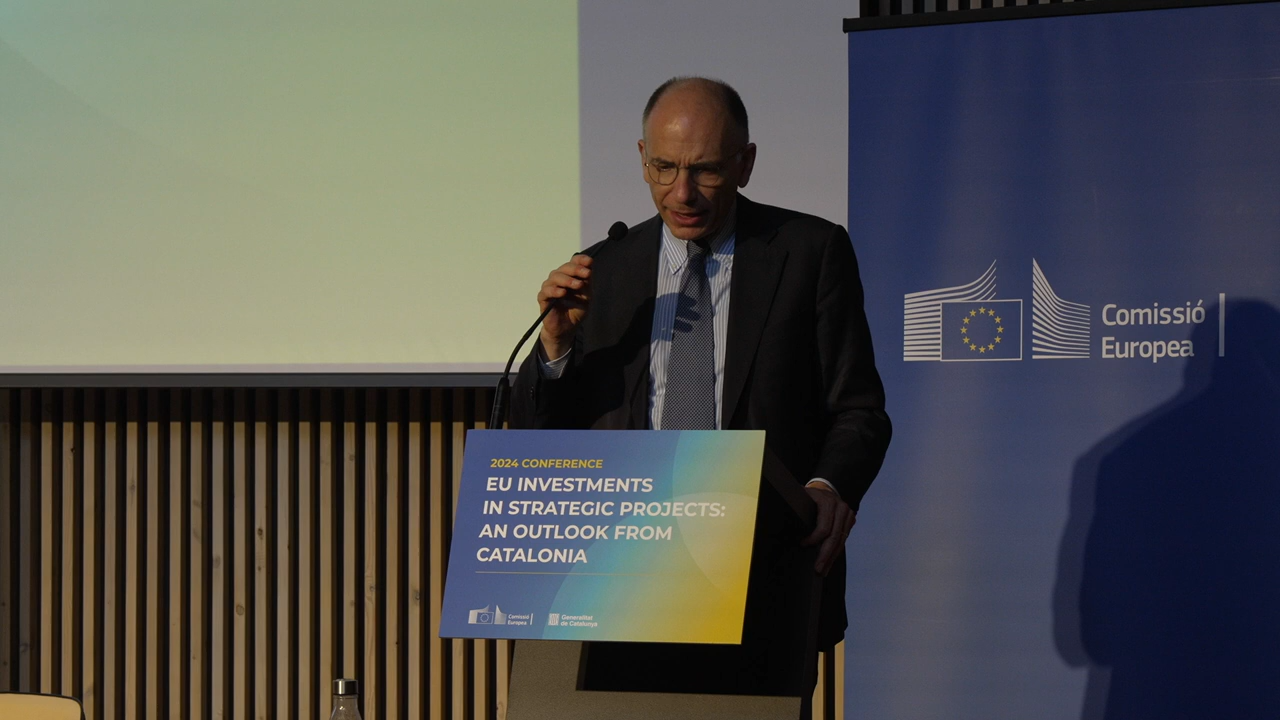 Comissió
Europea
2024 CONFERENCE
EU INVESTMENTS
IN STRATEGIC PROJECTS:
AN OUTLOOK FROM
CATALONIA
Comissió
Europea
Generalitat
de Catalunya